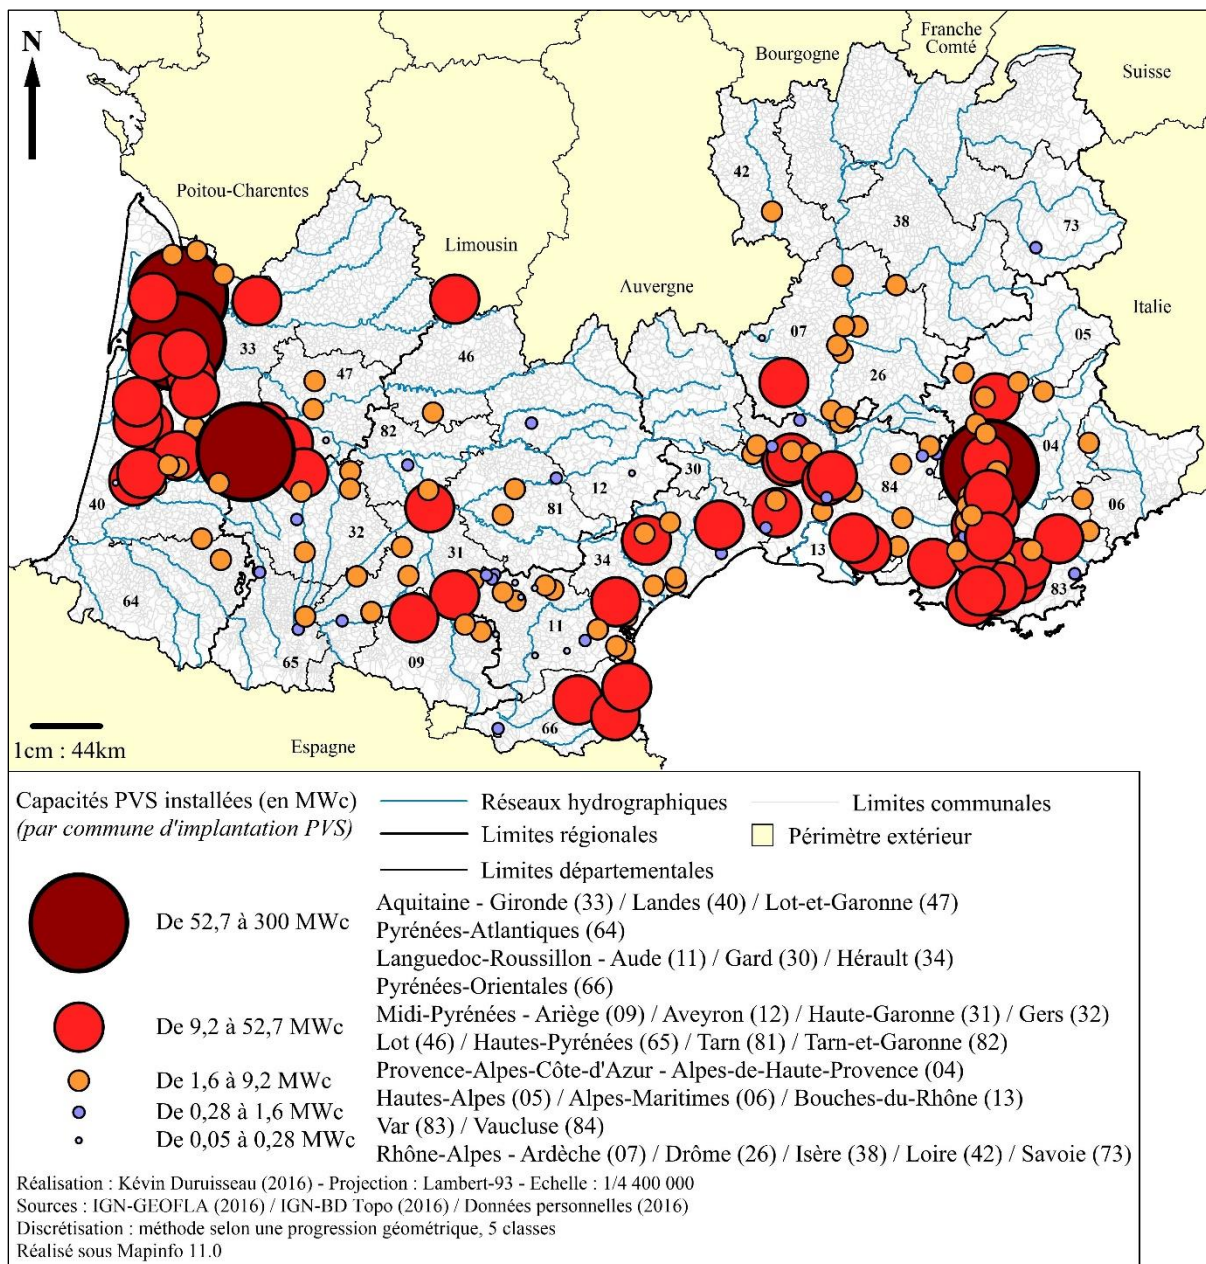 N
Bourgogne
Franche
Comté
Suisse
42
Poitou-Charentes
38
73
Limousin
Auvergne
Italie
33
07
05
46
47
26
82
04
30
12
84
40
81
06
32
31
34
13
83
64
11
65
09
66
1cm : 44km
Espagne
Capacités PVS installées (en MWc)
(par commune d'implantation PVS)
Réseaux hydrographiques
Limites communales
Limites régionales
Périmètre extérieur
Limites départementales
De 52,7 à 300 MWc
De 9,2 à 52,7 MWc
De 1,6 à 9,2 MWc
De 0,28 à 1,6 MWc
De 0,05 à 0,28 MWc
Aquitaine - Gironde (33) / Landes (40) / Lot-et-Garonne (47)
Pyrénées-Atlantiques (64)
Languedoc-Roussillon - Aude (11) / Gard (30) / Hérault (34)
Pyrénées-Orientales (66)
Midi-Pyrénées - Ariège (09) / Aveyron (12) / Haute-Garonne (31) / Gers (32)
Lot (46) / Hautes-Pyrénées (65) / Tarn (81) / Tarn-et-Garonne (82)
Provence-Alpes-Côte-d'Azur - Alpes-de-Haute-Provence (04)
Hautes-Alpes (05) / Alpes-Maritimes (06) / Bouches-du-Rhône (13)
Var (83) / Vaucluse (84)
Rhône-Alpes - Ardèche (07) / Drôme (26) / Isère (38) / Loire (42) / Savoie (73)
Réalisation : Kévin Duruisseau (2016) - Projection : Lambert-93 - Echelle : 1/4 400 000
Sources : IGN-GEOFLA (2016) / IGN-BD Topo (2016) / Données personnelles (2016)
Discrétisation : méthode selon une progression géométrique, 5 classes
Réalisé sous Mapinfo 11.0